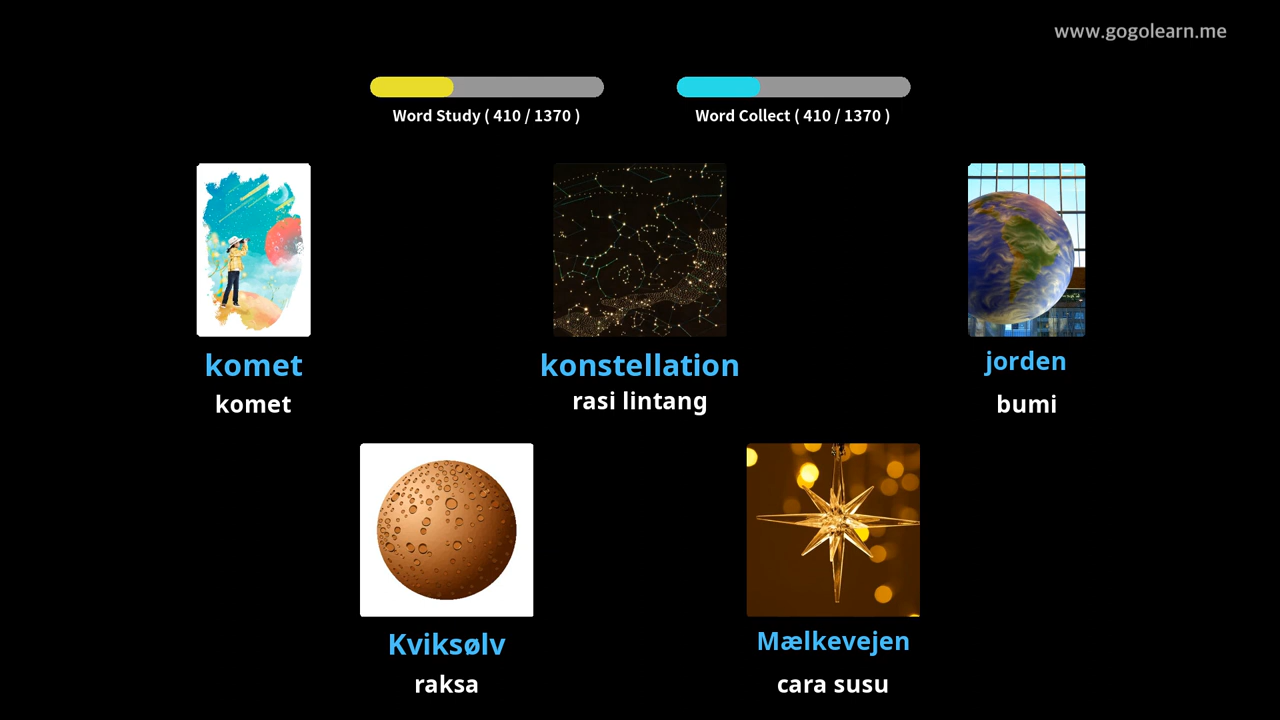 www.gogolearn.me
Word Study ( 410 / 1370 )
Word Collect ( 410 / 1370 )
komet
komet
konstellation
rasi lintang
jorden
bumi
Kviksølv
raksa
Mælkevejen
cara susu